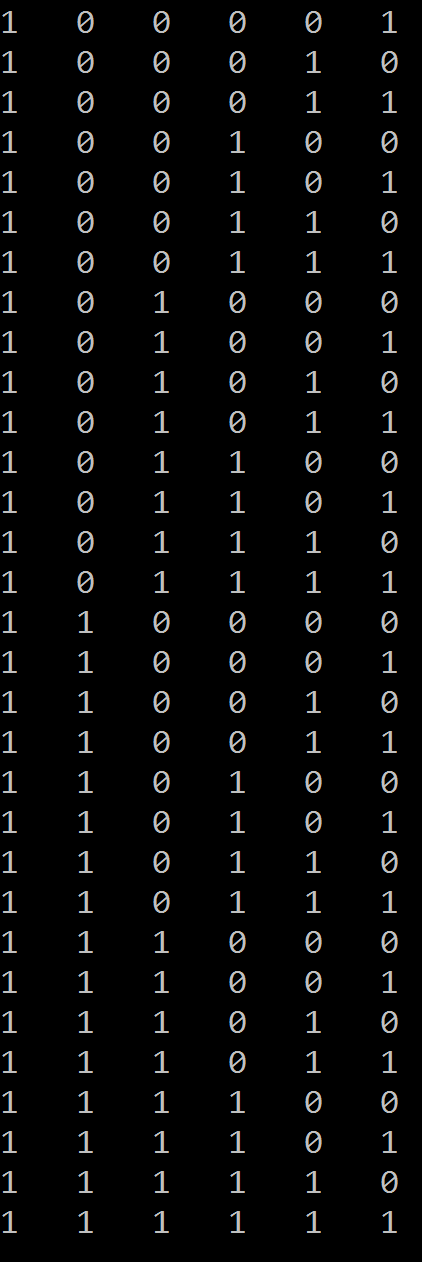 1 0 0 0 0 1
1 0 0 0 1 0
1 0 0 0 1 1
1 0 0 1 0 0
1 0 0 1 0 1
1 0 0 1 1 0
1 0 0 1 1 1
1 0 1 0 0 0
1 0 1 0 0 1
1 0 1 0 1 0
1 0 1 0 1 1
1 0 1 1 0 0
1 0 1 1 0 1
1 0 1 1 1 0
1 0 1 1 1 1
1 1 0 0 0 0
1 1 0 0 0 1
1 1 0 0 1 0
1 1 0 0 1 1
1 1 0 1 0 0
1 1 0 1 0 1
1 1 0 1 1 0
1 1 0 1 1 1
1 1 1 0 0 0
1 1 1 0 0 1
1 1 1 0 1 0
1 1 1 0 1 1
1 1 1 1 0 0
1 1 1 1 0 1
1 1 1 1 1 0
1 1 1 1 1 1